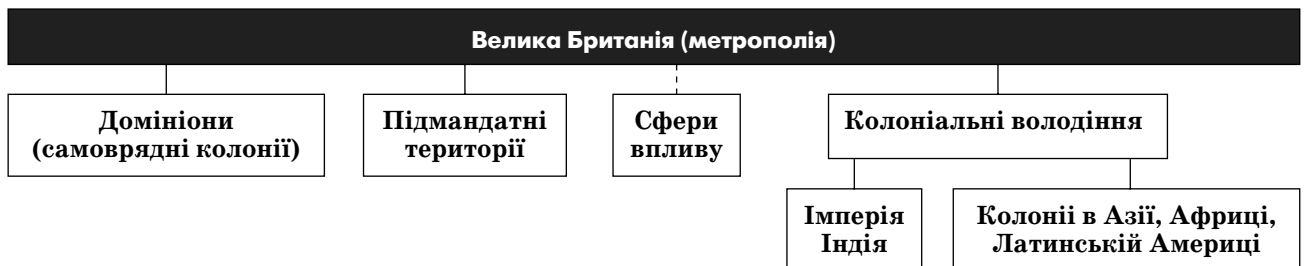 Велика Британія (метрополія)
Домініони
(самоврядні колонії)
Підмандатні
території
Сфери
впливу
Колоніальні володіння
Імперія
Індія
Колонії в Азії, Африці,
Латинській Америці